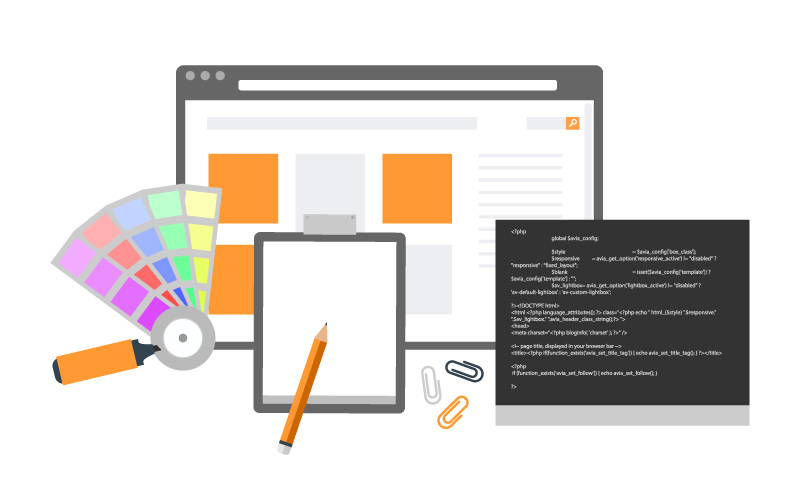 <?php
global $avia_config;
$style = $avia_config['box_class'];
$responsive = avia_get_option('responsive_active') != "disabled" ?
"responsive" : "fixed_layout";
$blank = isset($avia_config['template']) ?
$avia_config['template'] : "";
$av_lightbox= avia_get_option('lightbox_active') != "disabled" ?
'av-default-lightbox' : 'av-custom-lightbox';
?><!DOCTYPE html>
<html <?php language_attributes(); ?> class="<?php echo " html_{$style} ".$responsive."
".$av_lightbox." ".avia_header_class_string();?> ">
<head>
<meta charset="<?php bloginfo( 'charset' ); ?>" />
<!-- page title, displayed in your browser bar -->
<title><?php if(function_exists('avia_set_title_tag')) { echo avia_set_title_tag(); } ?></title>
<?php
if (function_exists('avia_set_follow')) { echo avia_set_follow(); }
?>